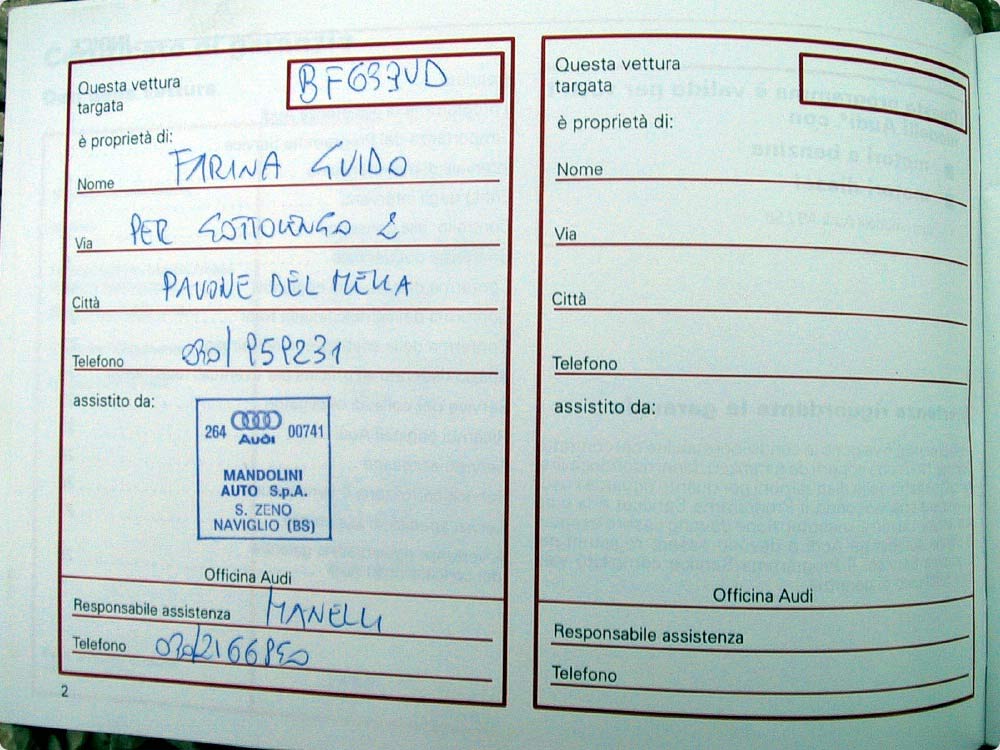 Questa vettura
targata
BF637VD
è proprietà di:
Nome FARINA GUIDO
Via PER GOTTOLENGO 2
Città PAVONE DEL MELLA
Telefono 030/959231
assistito da:
264 Audi 00741
MANDOLINI
AUTO S.p.A.
S. ZENO
NAVIGLIO (BS)
Officina Audi
Responsabile assistenza MANELLI
Telefono 030/2166850
2
Questa vettura
targata
è proprietà di:
Nome
Via
Città
Telefono
assistito da:
Officina Audi
Responsabile assistenza
Telefono